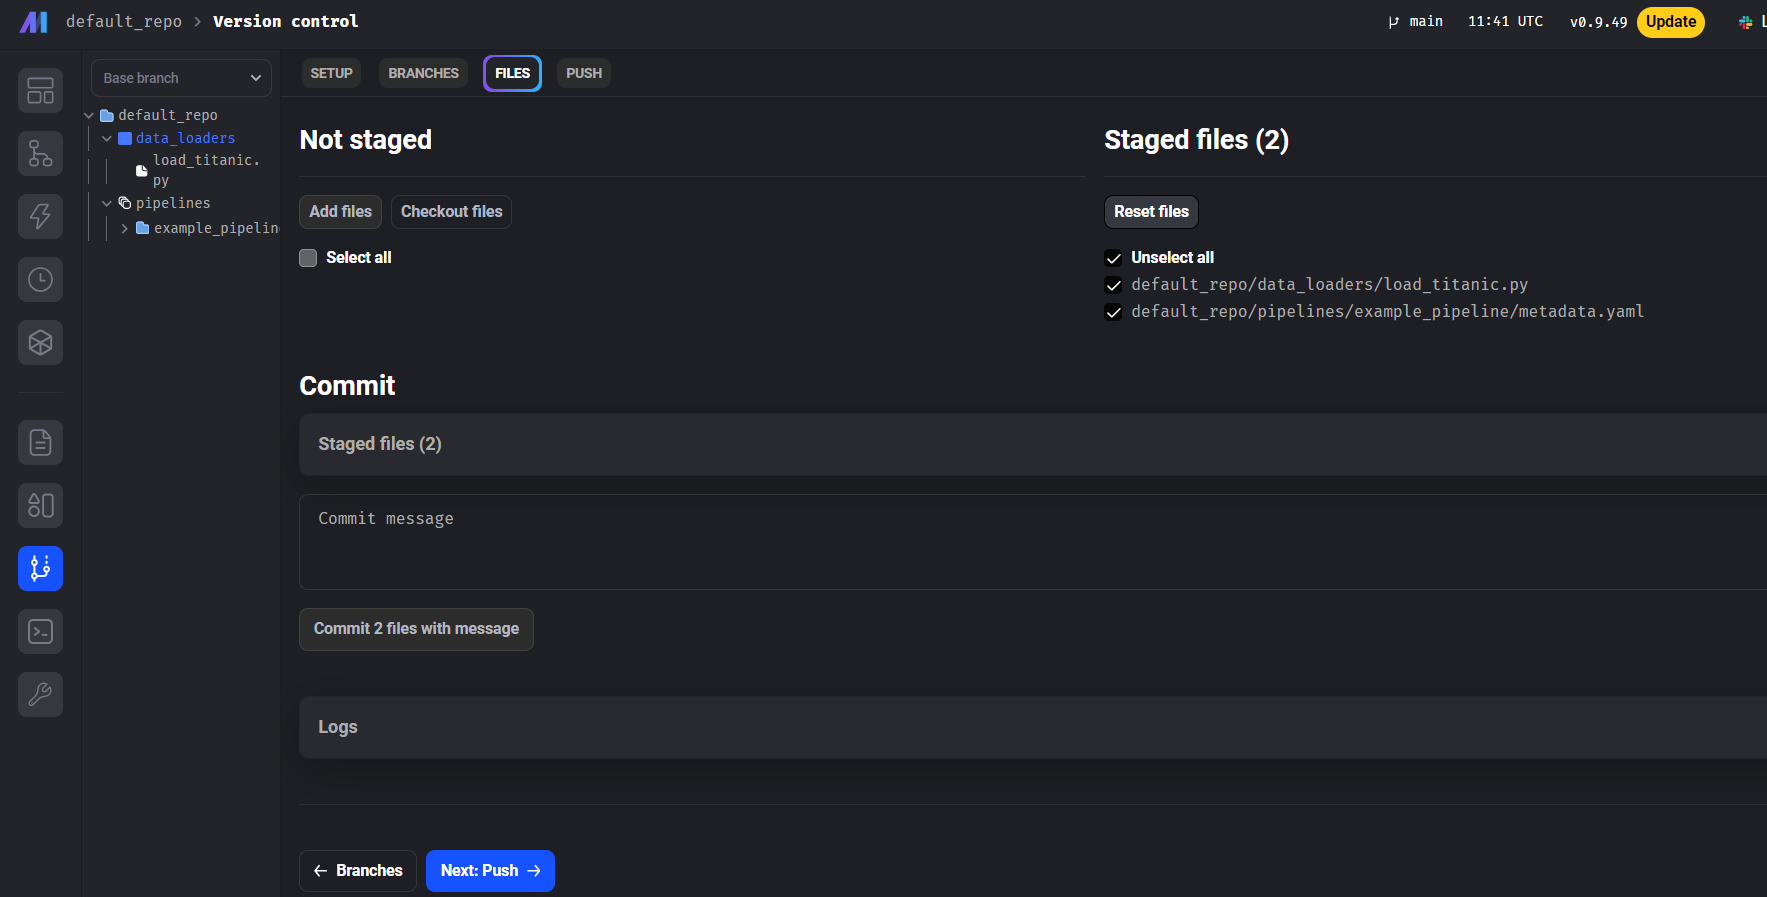 default_repo > Version control
main
11:41 UTC
v0.9.49
Update
Base branch
default_repo
data_loaders
load_titanic.
py
pipelines
example_pipelin
SETUP
BRANCHES
FILES
PUSH
Not staged
Add files
Checkout files
Select all
Staged files (2)
Reset files
Unselect all
default_repo/data_loaders/load_titanic.py
default_repo/pipelines/example_pipeline/metadata.yaml
Commit
Staged files (2)
Commit message
Commit 2 files with message
Logs
← Branches
Next: Push →